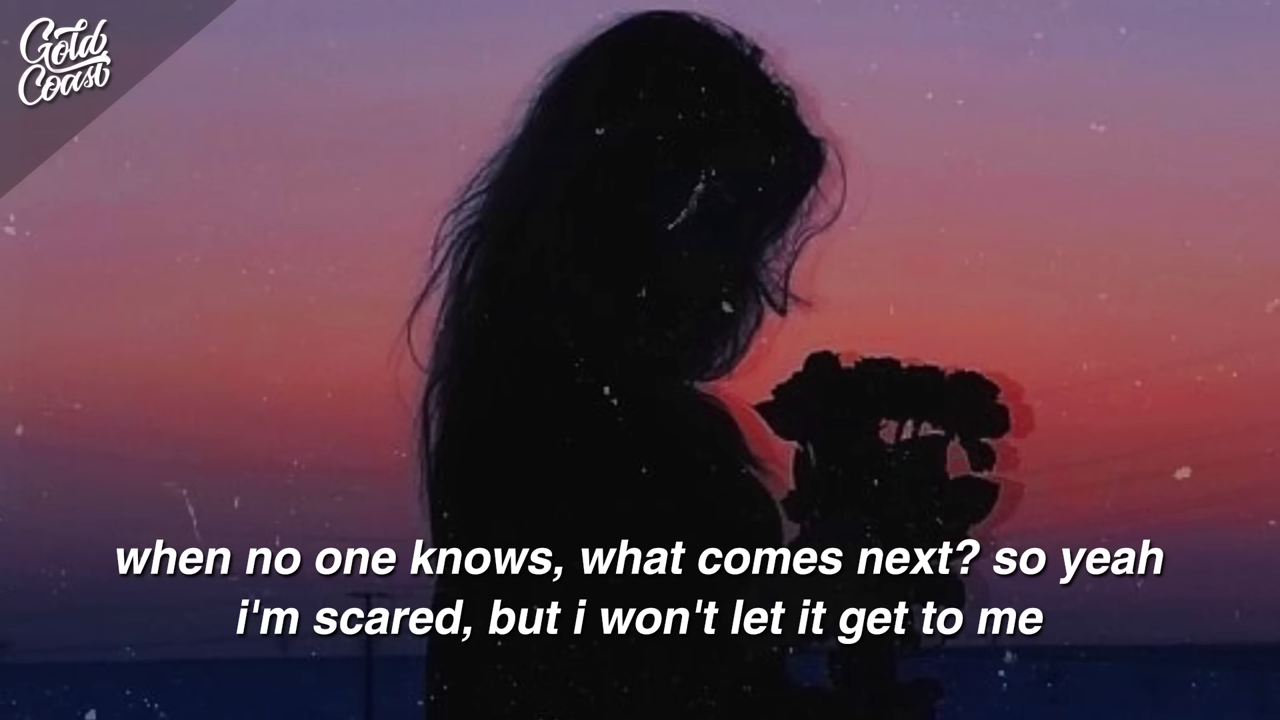 Gold
Coast
when no one knows, what comes next? so yeah
i'm scared, but i won't let it get to me